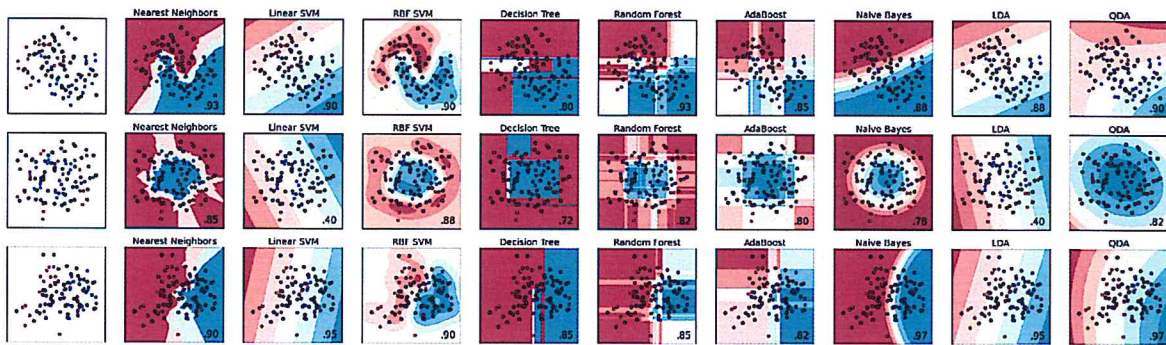 Nearest Neighbors Linear SVM RBF SVM Decision Tree Random Forest AdaBoost Naive Bayes LDA QDA
.93 .90 .90 .80 .93 .85 .88 .88 .90
Nearest Neighbors Linear SVM RBF SVM Decision Tree Random Forest AdaBoost Naive Bayes LDA QDA
.85 .40 .88 .72 .82 .80 .78 .40 .82
Nearest Neighbors Linear SVM RBF SVM Decision Tree Random Forest AdaBoost Naive Bayes LDA QDA
.90 .95 .90 .85 .85 .82 .97 .95 .97